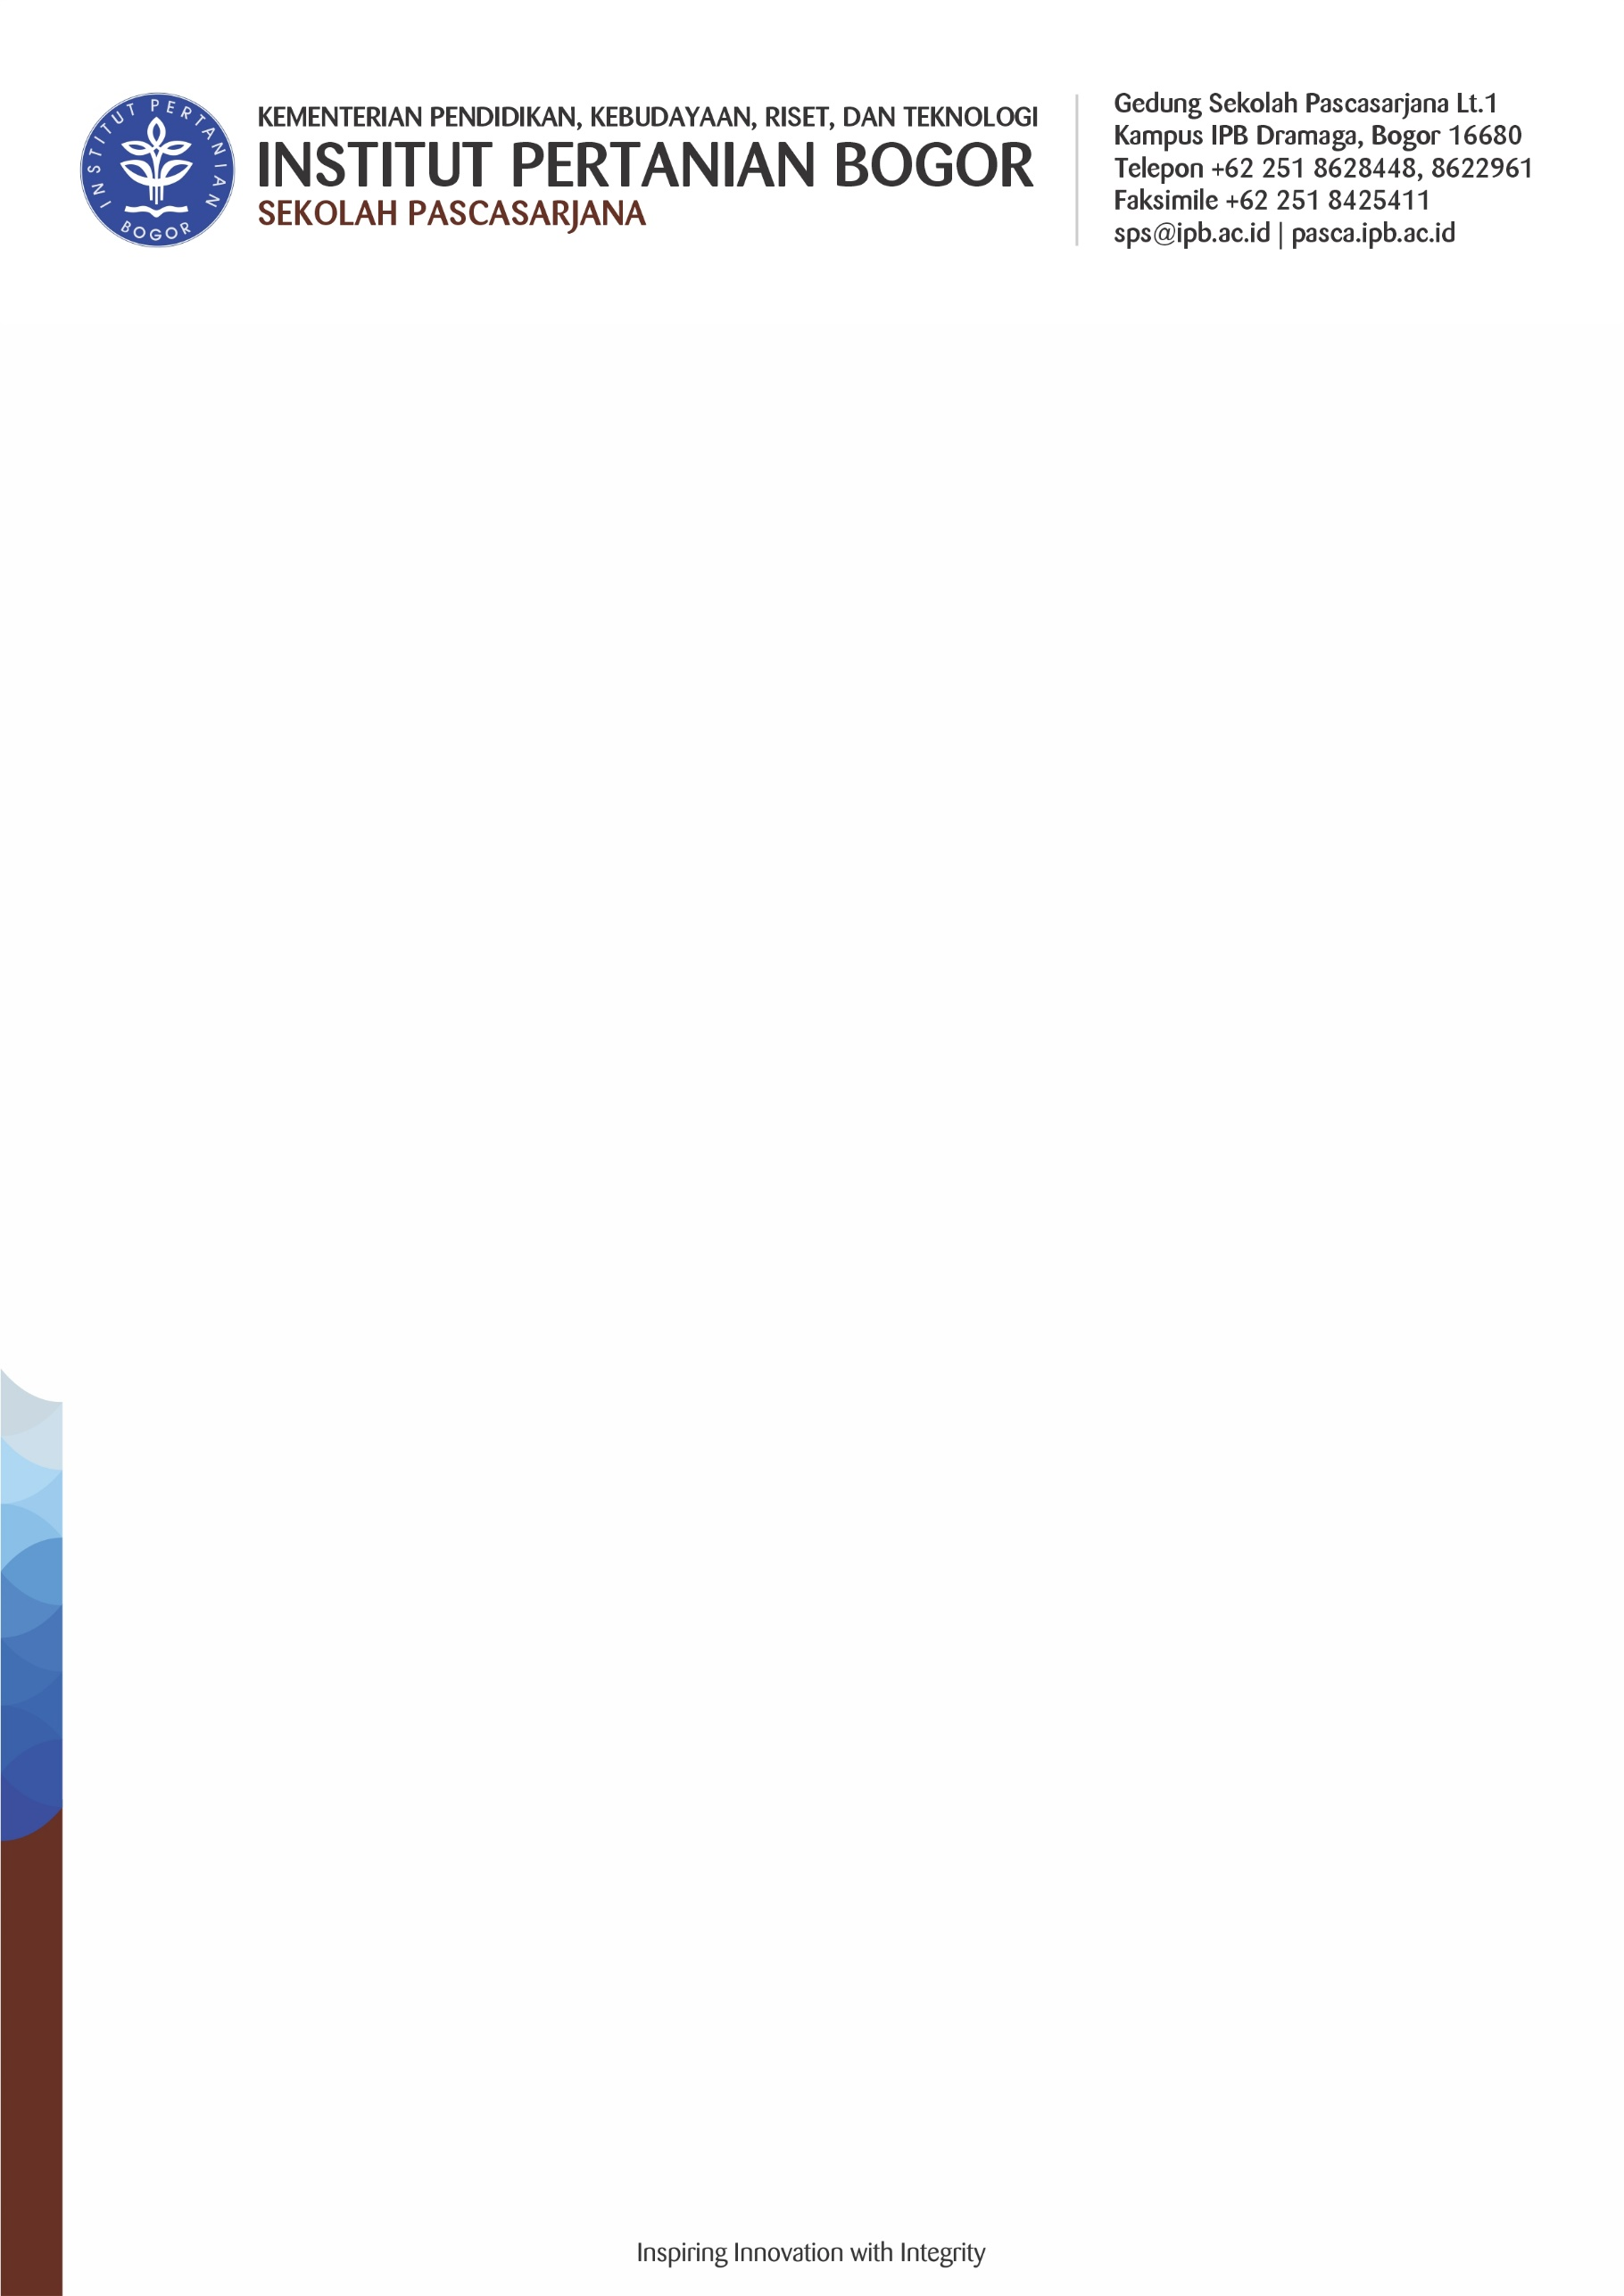 INSTITUT PERTANIAN
BOGOR
KEMENTERIAN PENDIDIKAN, KEBUDAYAAN, RISET, DAN TEKNOLOGI
INSTITUT PERTANIAN BOGOR
SEKOLAH PASCASARJANA
Gedung Sekolah Pascasarjana Lt.1
Kampus IPB Dramaga, Bogor 16680
Telepon +62 251 8628448, 8622961
Faksimile +62 251 8425411
sps@ipb.ac.id | pasca.ipb.ac.id
Inspiring Innovation with Integrity